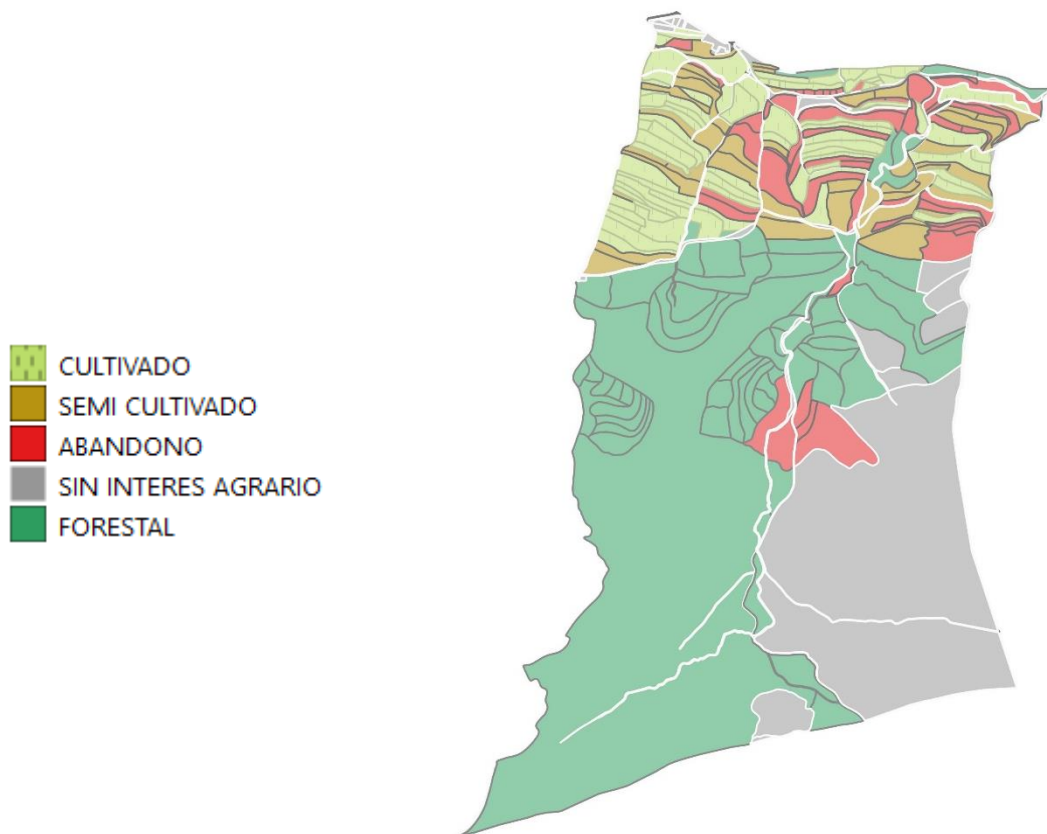 CULTIVADO
SEMI CULTIVADO
ABANDONO
SIN INTERES AGRARIO
FORESTAL